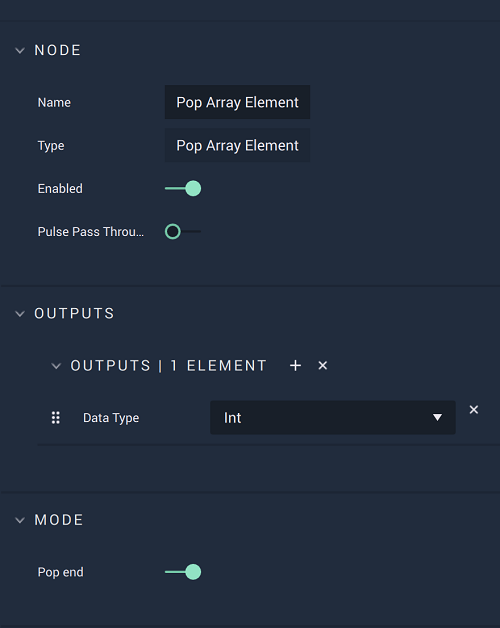 NODE
Name Pop Array Element
Type Pop Array Element
Enabled
Pulse Pass Throu...
OUTPUTS
OUTPUTS | 1 ELEMENT
Data Type Int
MODE
Pop end